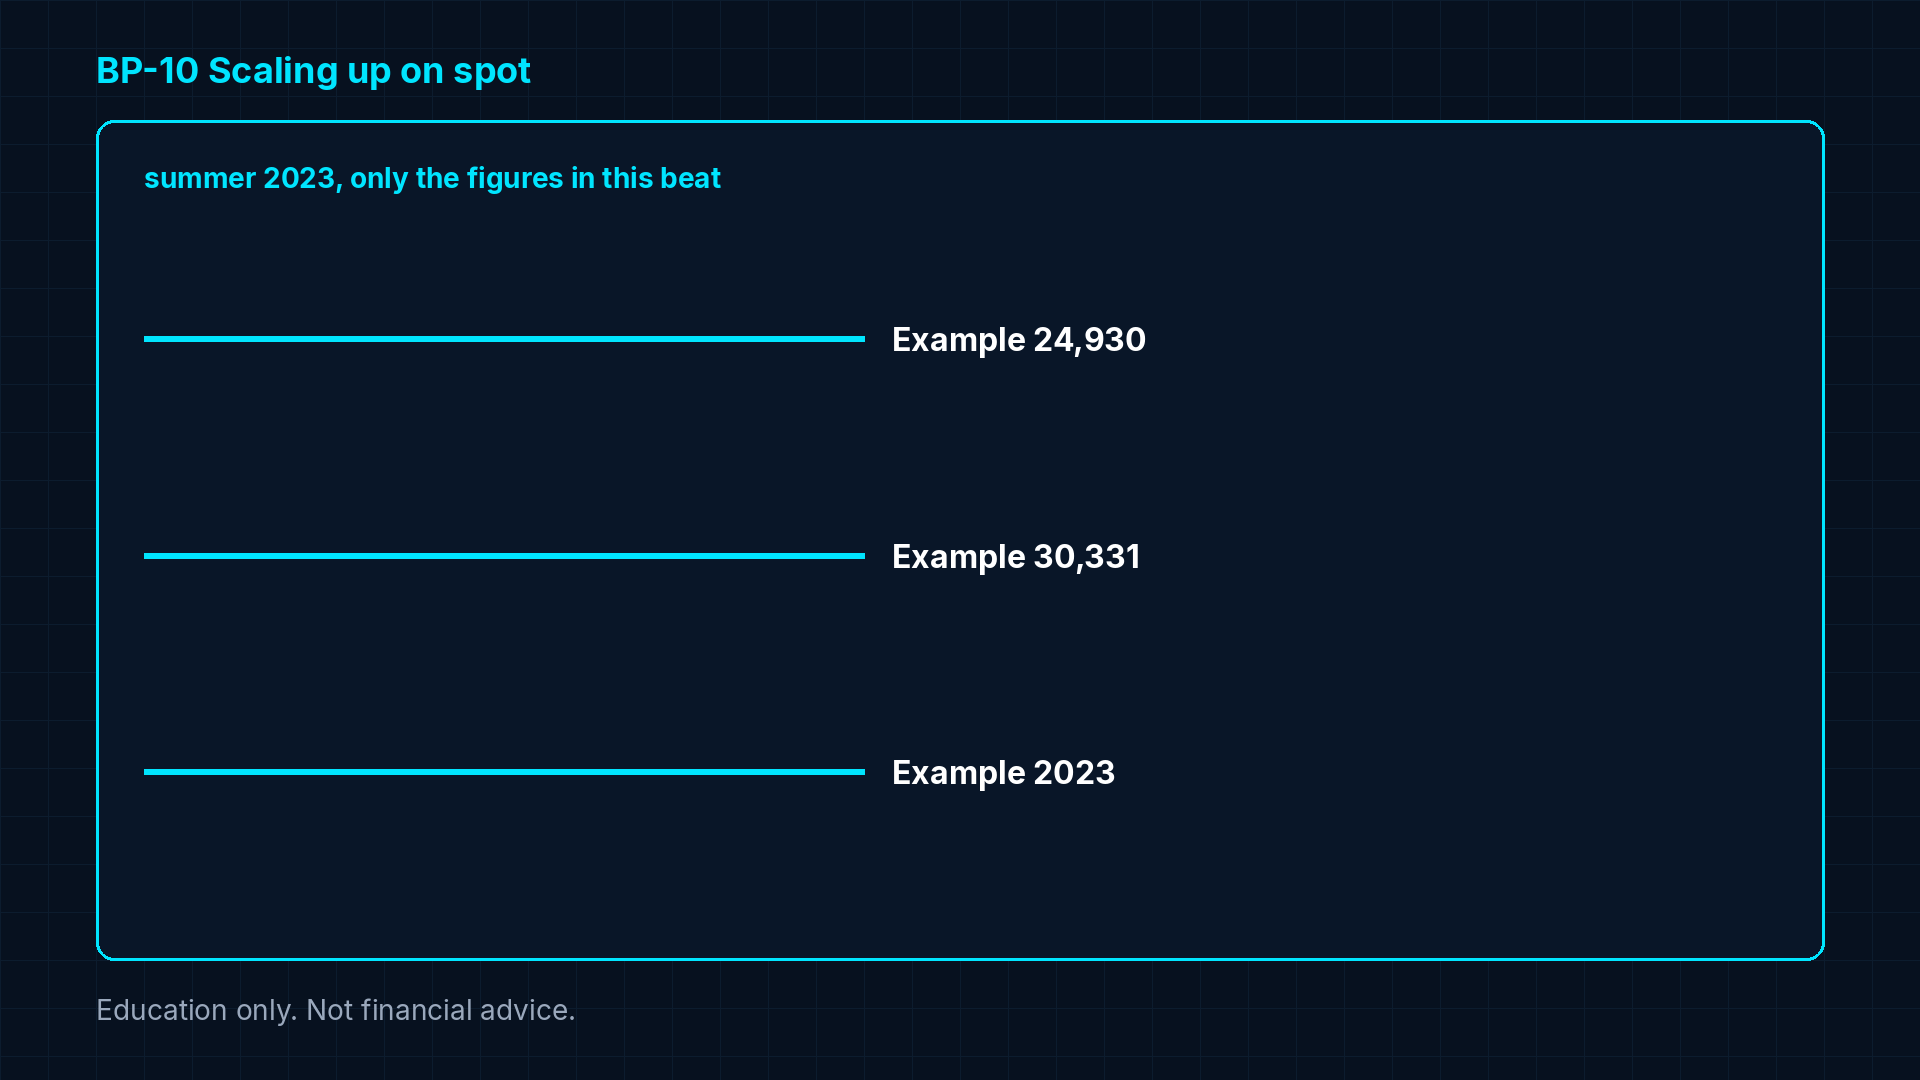 BP-10 Scaling up on spot
summer 2023, only the figures in this beat
Example 24,930
Example 30,331
Example 2023
Education only. Not financial advice.